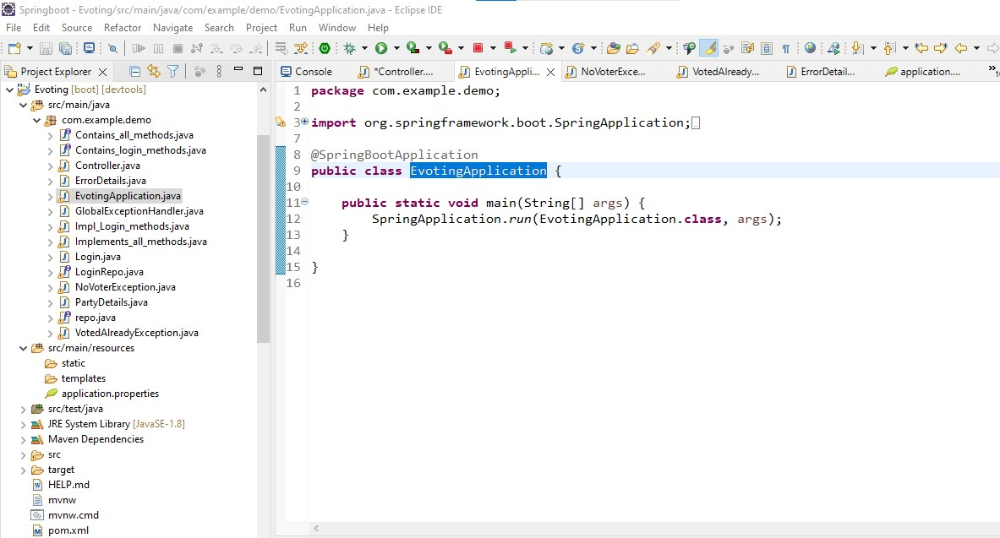 Springboot - Evoting/src/main/java/com/example/demo/EvotingApplication.java - Eclipse IDE
File Edit Source Refactor Navigate Search Project Run Window Help
Project Explorer
Console
*Controller....
EvotingAppli...
NoVoterExce...
VotedAlready...
ErrorDetail...
application....
Evoting [boot] [devtools]
src/main/java
com.example.demo
Contains_all_methods.java
Contains_login_methods.java
Controller.java
ErrorDetails.java
EvotingApplication.java
GlobalExceptionHandler.java
Impl_Login_methods.java
Implements_all_methods.java
Login.java
LoginRepo.java
NoVoterException.java
PartyDetails.java
repo.java
VotedAlreadyException.java
src/main/resources
static
templates
application.properties
src/test/java
JRE System Library [JavaSE-1.8]
Maven Dependencies
src
target
HELP.md
mvnw
mvnw.cmd
pom.xml
1 package com.example.demo;
2
3 import org.springframework.boot.SpringApplication;
7
8 @SpringBootApplication
9 public class EvotingApplication {
10
11 public static void main(String[] args) {
12 SpringApplication.run(EvotingApplication.class, args);
13 }
14
15 }
16